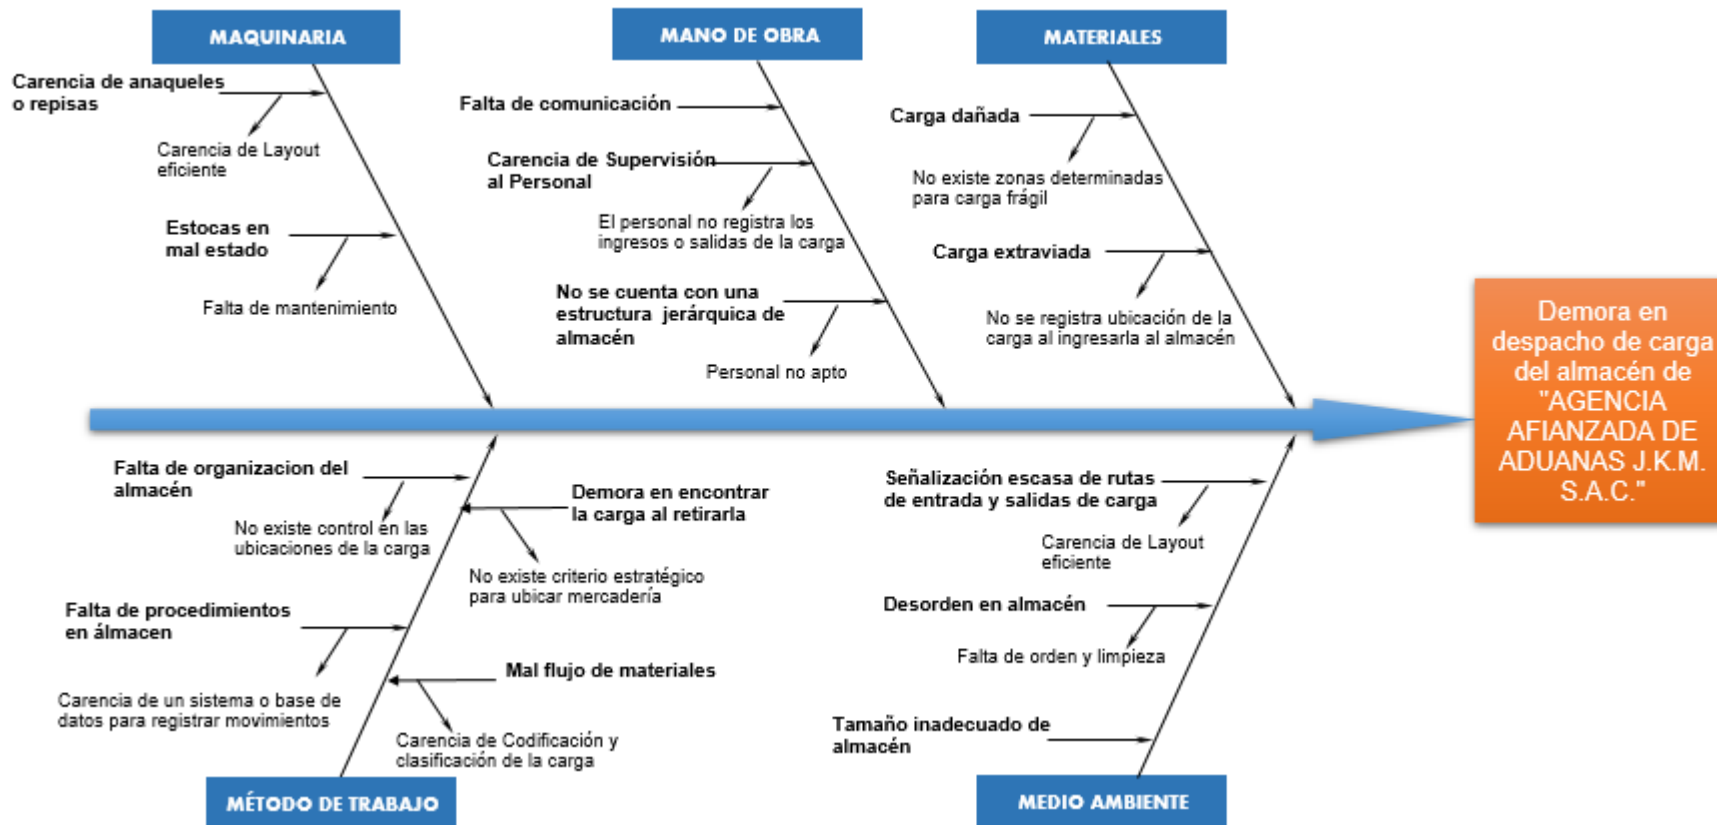 MAQUINARIA
MANO DE OBRA
MATERIALES
Carencia de anaqueles
o repisas
Carencia de Layout
eficiente
Estocas en
mal estado
Falta de mantenimiento
Falta de comunicación
Carencia de Supervisión
al Personal
El personal no registra los
ingresos o salidas de la carga
No se cuenta con una
estructura jerárquica de
almacén
Personal no apto
Carga dañada
No existe zonas determinadas
para carga frágil
Carga extraviada
No se registra ubicación de la
carga al ingresarla al almacén
Demora en
despacho de carga
del almacén de
"AGENCIA
AFIANZADA DE
ADUANAS J.K.M.
S.A.C."
Falta de organizacion del
almacén
No existe control en las
ubicaciones de la carga
Demora en encontrar
la carga al retirarla
No existe criterio estratégico
para ubicar mercadería
Falta de procedimientos
en álmacen
Carencia de un sistema o base de
datos para registrar movimientos
Mal flujo de materiales
Carencia de Codificación y
clasificación de la carga
Señalización escasa de rutas
de entrada y salidas de carga
Carencia de Layout
eficiente
Desorden en almacén
Falta de orden y limpieza
Tamaño inadecuado de
almacén
MÉTODO DE TRABAJO
MEDIO AMBIENTE